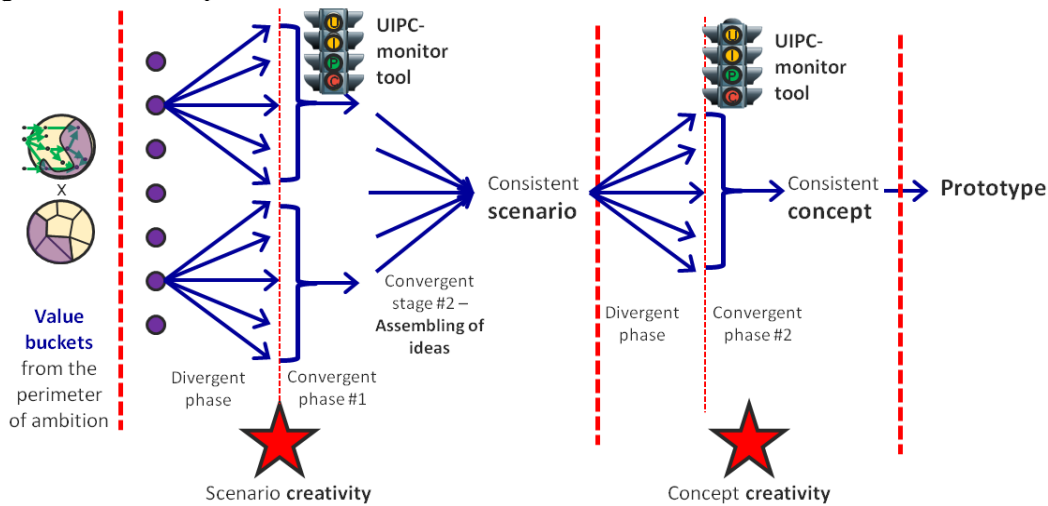 UIPC-
monitor
tool
U
I
P
C
UIPC-
monitor
tool
U
I
P
C
X
Value
buckets
from the
perimeter
of ambition
Divergent
phase
Convergent
phase #1
Convergent
stage #2 –
Assembling of
ideas
Consistent
scenario
Divergent
phase
Convergent
phase #2
Consistent
concept
Prototype
Scenario creativity
Concept creativity